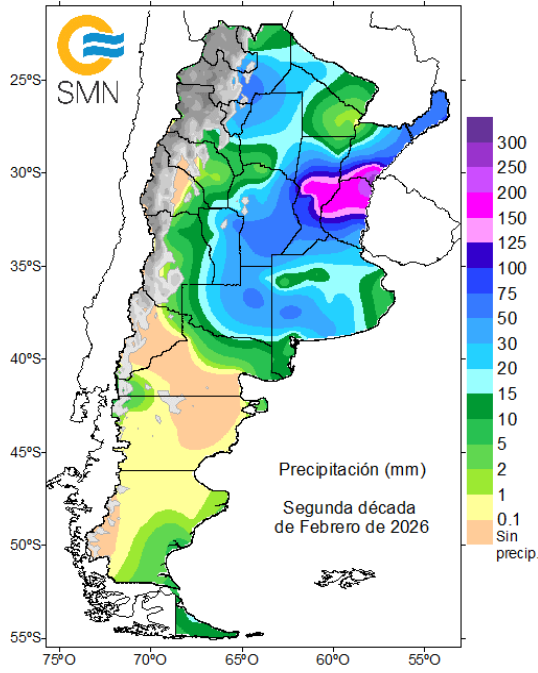 SMN
25ºS
30ºS
35ºS
40ºS
45ºS
50ºS
55ºS
75ºO
70ºO
65ºO
60ºO
55ºO
Precipitación (mm)
Segunda década
de Febrero de 2026
300
250
200
150
125
100
75
50
30
20
15
10
5
2
1
0.1
Sin
precip.